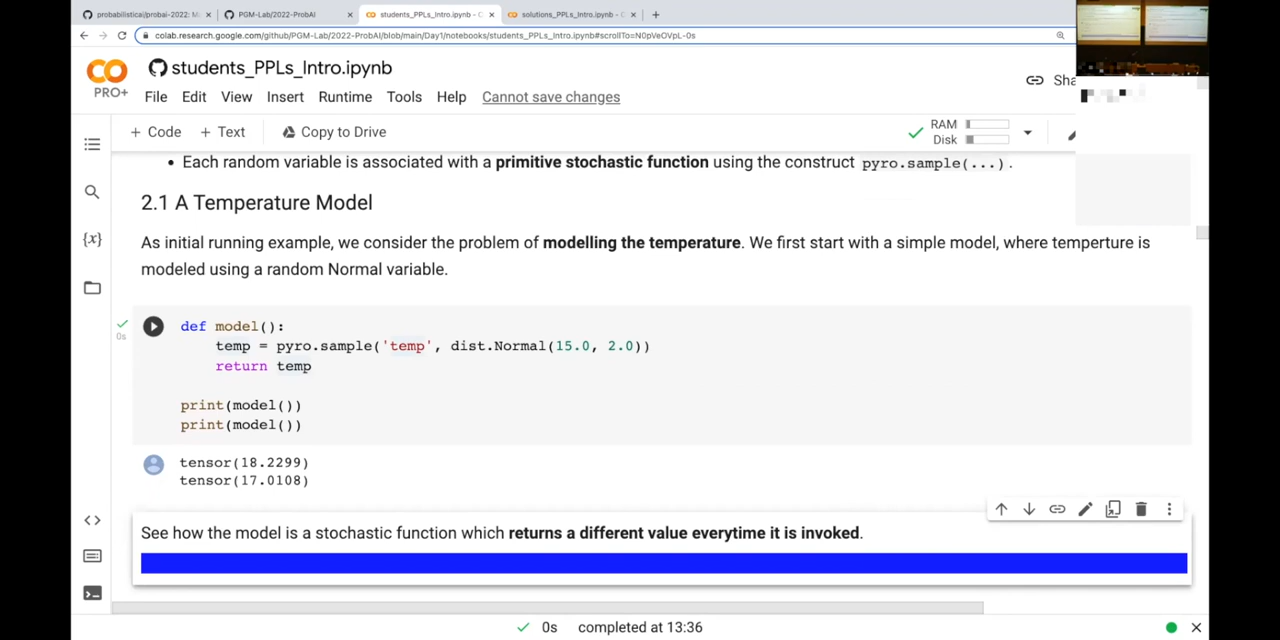 probabilisticai/probai-2022: M
PGM-Lab/2022-ProbAI
students_PPLs_Intro.ipynb - C
solutions_PPLs_Intro.ipynb - C
colab.research.google.com/github/PGM-Lab/2022-ProbAI/blob/main/Day1/notebooks/students_PPLs_Intro.ipynb#scrollTo=N0pVeOVpL-0s
CO
PRO+
students_PPLs_Intro.ipynb
Sha
File Edit View Insert Runtime Tools Help Cannot save changes
+ Code + Text Copy to Drive
RAM
Disk
• Each random variable is associated with a primitive stochastic function using the construct pyro.sample(...).
2.1 A Temperature Model
As initial running example, we consider the problem of modelling the temperature. We first start with a simple model, where temperture is
modeled using a random Normal variable.
0s
def model():
temp = pyro.sample('temp', dist.Normal(15.0, 2.0))
return temp
print(model())
print(model())
tensor(18.2299)
tensor(17.0108)
See how the model is a stochastic function which returns a different value everytime it is invoked.
0s completed at 13:36